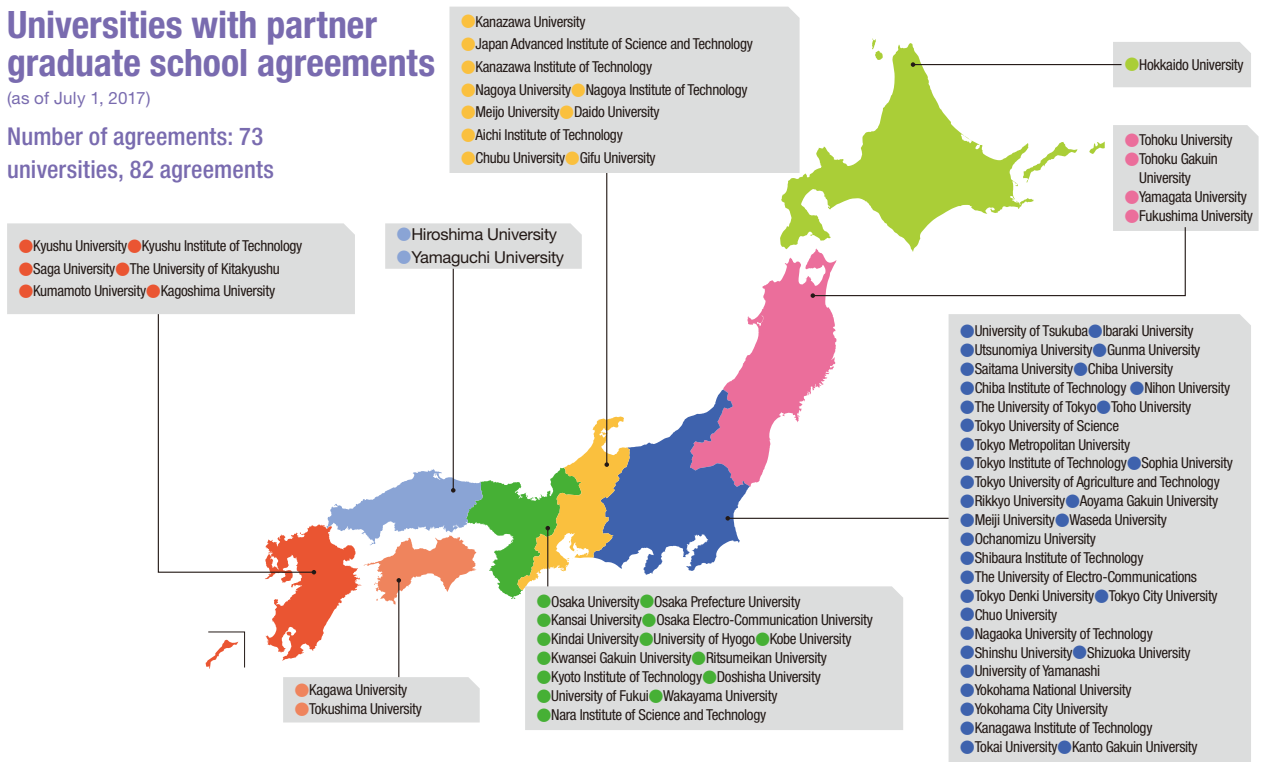 Universities with partner
graduate school agreements
(as of July 1, 2017)
Number of agreements: 73
universities, 82 agreements
Kanazawa University
Japan Advanced Institute of Science and Technology
Kanazawa Institute of Technology
Nagoya University Nagoya Institute of Technology
Meijo University Daido University
Aichi Institute of Technology
Chubu University Gifu University
Hokkaido University
Tohoku University
Tohoku Gakuin
University
Yamagata University
Fukushima University
Kyushu University Kyushu Institute of Technology
Saga University The University of Kitakyushu
Kumamoto University Kagoshima University
Hiroshima University
Yamaguchi University
University of Tsukuba Ibaraki University
Utsunomiya University Gunma University
Saitama University Chiba University
Chiba Institute of Technology Nihon University
The University of Tokyo Toho University
Tokyo University of Science
Tokyo Metropolitan University
Tokyo Institute of Technology Sophia University
Tokyo University of Agriculture and Technology
Rikkyo University Aoyama Gakuin University
Meiji University Waseda University
Ochanomizu University
Shibaura Institute of Technology
The University of Electro-Communications
Tokyo Denki University Tokyo City University
Chuo University
Nagaoka University of Technology
Shinshu University Shizuoka University
University of Yamanashi
Yokohama National University
Yokohama City University
Kanagawa Institute of Technology
Tokai University Kanto Gakuin University
Osaka University Osaka Prefecture University
Kansai University Osaka Electro-Communication University
Kindai University University of Hyogo Kobe University
Kwansei Gakuin University Ritsumeikan University
Kyoto Institute of Technology Doshisha University
University of Fukui Wakayama University
Nara Institute of Science and Technology
Kagawa University
Tokushima University